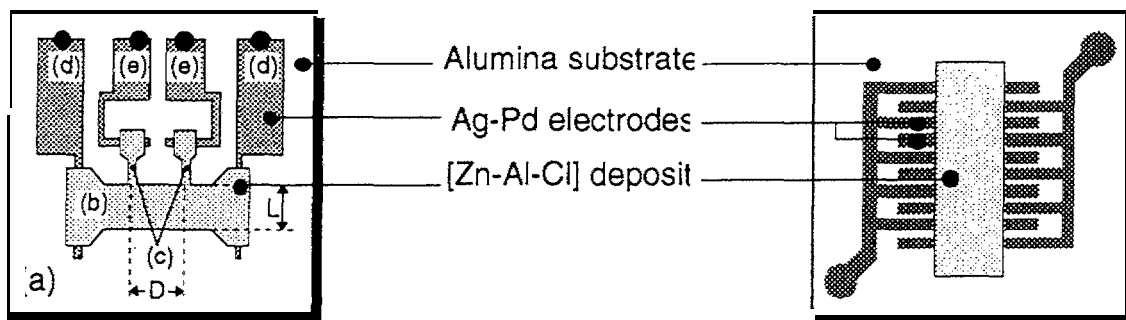 (d) (e) (e) (d)
Alumina substrate
Ag-Pd electrodes
[Zn-Al-Cl] deposit
(b)
L
(c)
D
a)